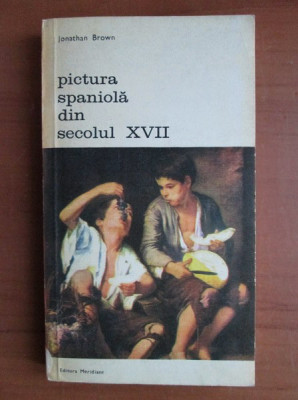 Jonathan Brown
pictura
spaniolă
din
secolul XVII
Editura Meridiane